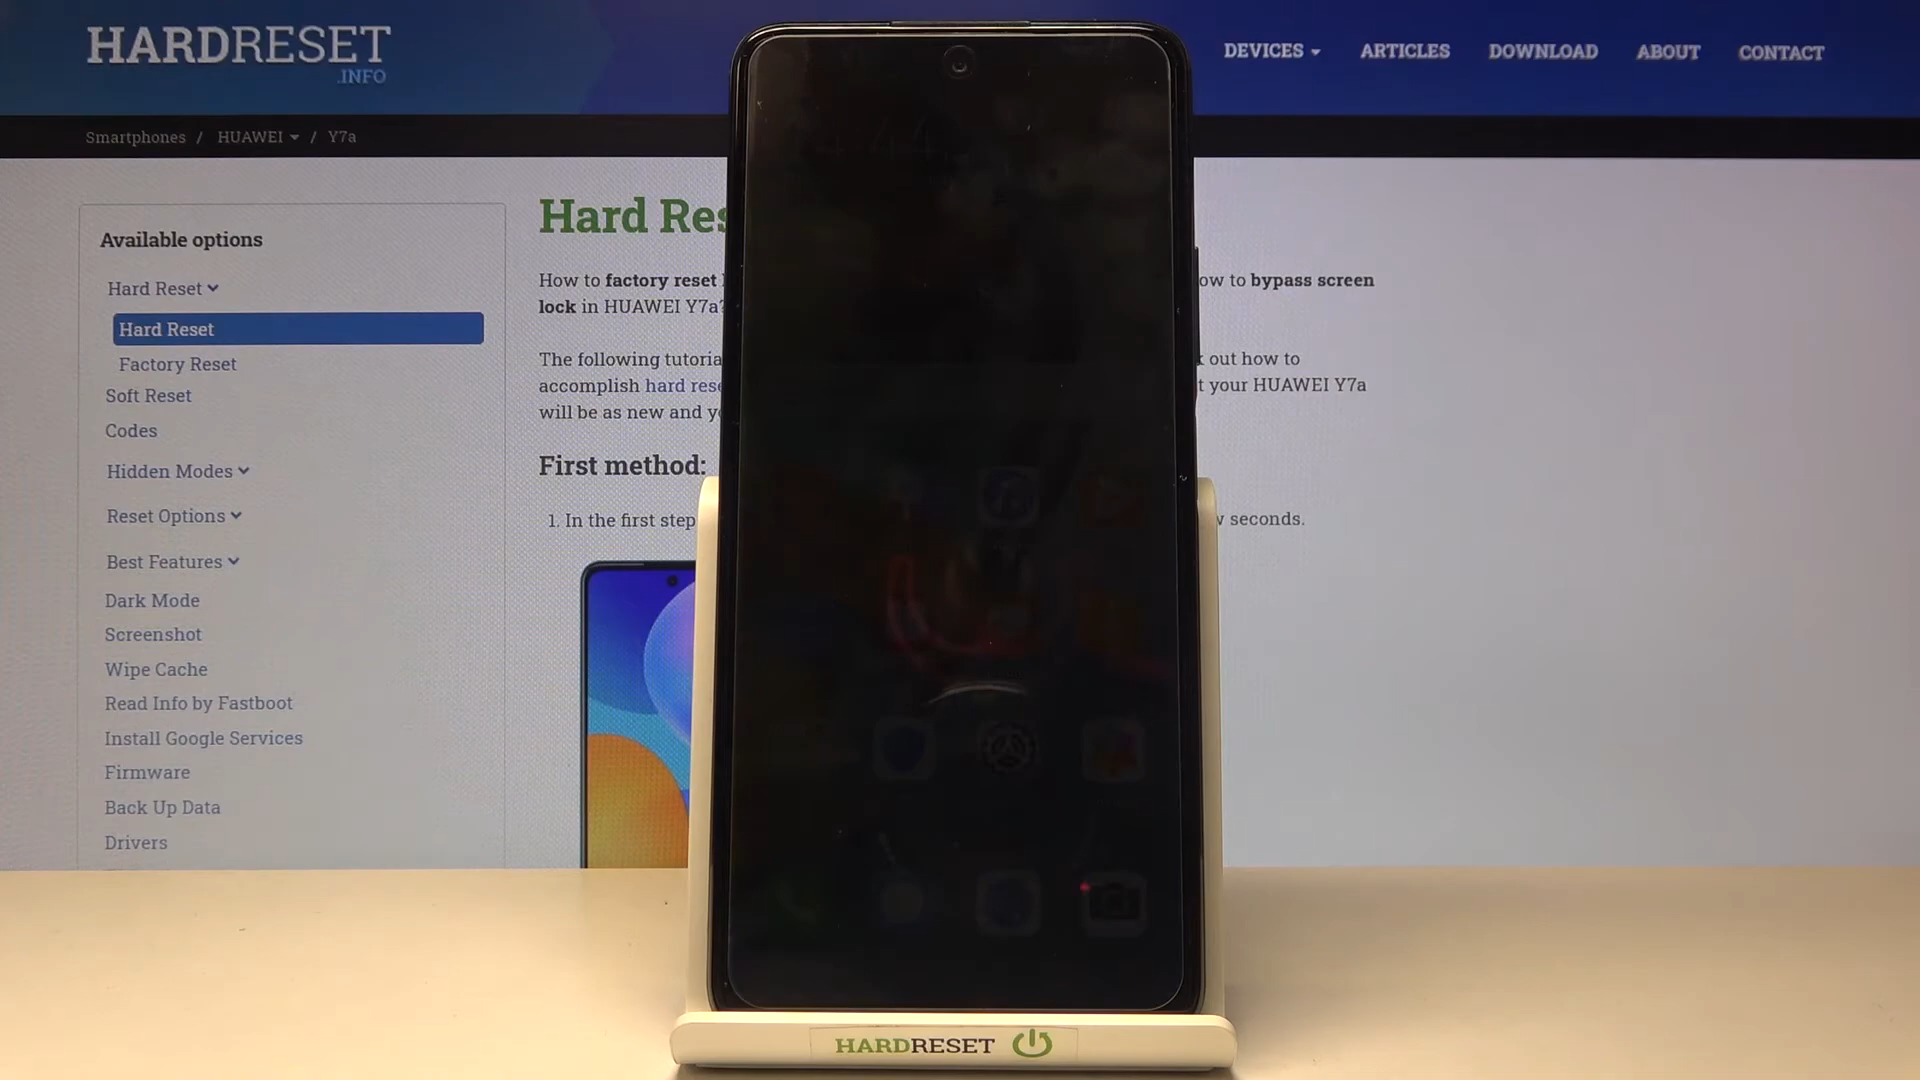 HARDRESET
.INFO
DEVICES
ARTICLES
DOWNLOAD
ABOUT
CONTACT
Smartphones / HUAWEI / Y7a
Available options
Hard Reset
Hard Reset
Factory Reset
Soft Reset
Codes
Hidden Modes
Reset Options
Best Features
Dark Mode
Screenshot
Wipe Cache
Read Info by Fastboot
Install Google Services
Firmware
Back Up Data
Drivers
Hard Res
How to factory reset ow to bypass screen
lock in HUAWEI Y7a?
The following tutoria out how to
accomplish hard rese t your HUAWEI Y7a
will be as new and y
First method:
1. In the first step w seconds.
HARDRESET